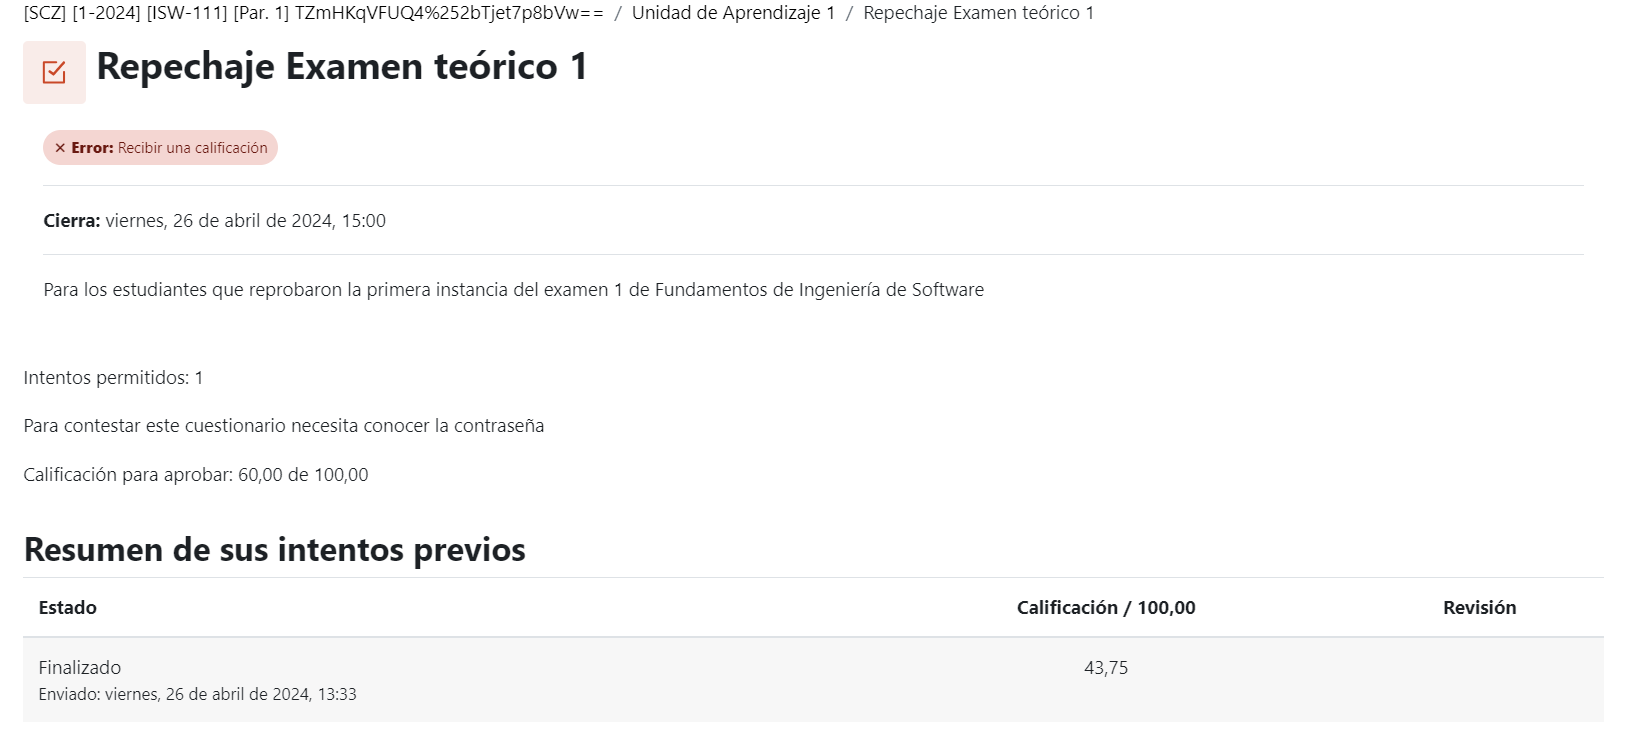 [SCZ] [1-2024] [ISW-111] [Par. 1] TZmHKqVFUQ4%252bTjet7p8bVw== / Unidad de Aprendizaje 1 / Repechaje Examen teórico 1
Repechaje Examen teórico 1
× Error: Recibir una calificación
Cierra: viernes, 26 de abril de 2024, 15:00
Para los estudiantes que reprobaron la primera instancia del examen 1 de Fundamentos de Ingeniería de Software
Intentos permitidos: 1
Para contestar este cuestionario necesita conocer la contraseña
Calificación para aprobar: 60,00 de 100,00
Resumen de sus intentos previos
Estado Calificación / 100,00 Revisión
Finalizado 43,75
Enviado: viernes, 26 de abril de 2024, 13:33